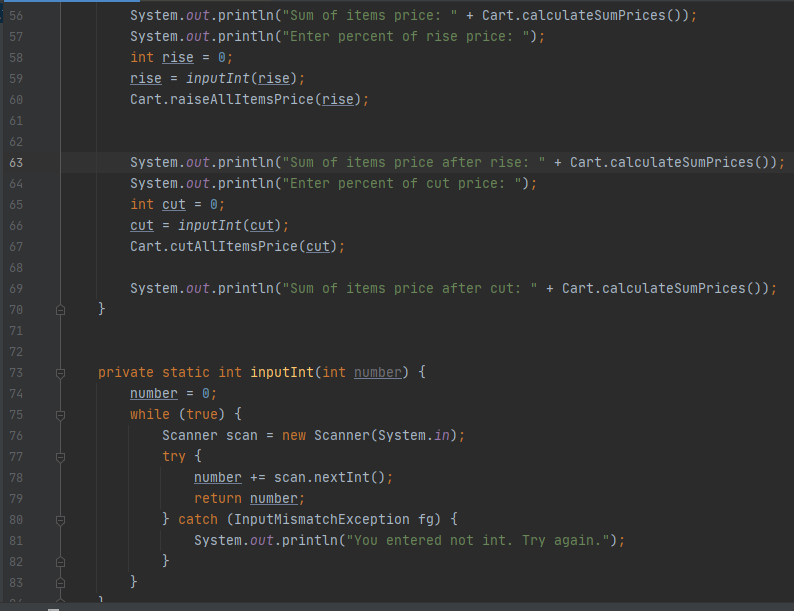 56 System.out.println("Sum of items price: " + Cart.calculateSumPrices());
57 System.out.println("Enter percent of rise price: ");
58 int rise = 0;
59 rise = inputInt(rise);
60 Cart.raiseAllItemsPrice(rise);
61
62
63 System.out.println("Sum of items price after rise: " + Cart.calculateSumPrices());
64 System.out.println("Enter percent of cut price: ");
65 int cut = 0;
66 cut = inputInt(cut);
67 Cart.cutAllItemsPrice(cut);
68
69 System.out.println("Sum of items price after cut: " + Cart.calculateSumPrices());
70 }
71
72
73 private static int inputInt(int number) {
74 number = 0;
75 while (true) {
76 Scanner scan = new Scanner(System.in);
77 try {
78 number += scan.nextInt();
79 return number;
80 } catch (InputMismatchException fg) {
81 System.out.println("You entered not int. Try again.");
82 }
83 }